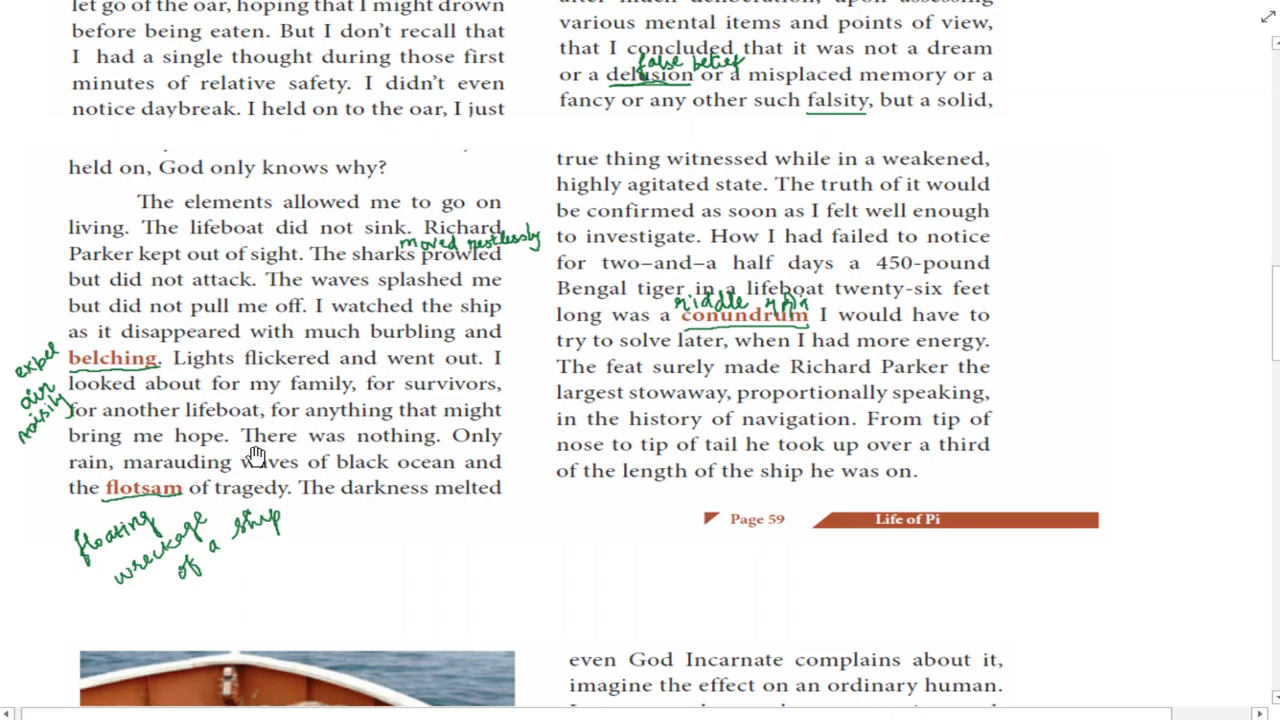 let go of the oar, hoping that I might drown
before being eaten. But I don't recall that
I had a single thought during those first
minutes of relative safety. I didn't even
notice daybreak. I held on to the oar, I just
held on, God only knows why?
The elements allowed me to go on
living. The lifeboat did not sink. Richard
moved restlessly
Parker kept out of sight. The sharks prowled
but did not attack. The waves splashed me
but did not pull me off. I watched the ship
as it disappeared with much burbling and
expel
air
noisily
belching. Lights flickered and went out. I
looked about for my family, for survivors,
for another lifeboat, for anything that might
bring me hope. There was nothing. Only
rain, marauding waves of black ocean and
the flotsam of tragedy. The darkness melted
floating
wreckage
of a ship
various mental items and points of view,
that I concluded that it was not a dream
false belief
or a delusion or a misplaced memory or a
fancy or any other such falsity, but a solid,
true thing witnessed while in a weakened,
highly agitated state. The truth of it would
be confirmed as soon as I felt well enough
to investigate. How I had failed to notice
for two–and–a half days a 450-pound
Bengal tiger in a lifeboat twenty-six feet
riddle
long was a conundrum I would have to
try to solve later, when I had more energy.
The feat surely made Richard Parker the
largest stowaway, proportionally speaking,
in the history of navigation. From tip of
nose to tip of tail he took up over a third
of the length of the ship he was on.
Page 59 Life of Pi
even God Incarnate complains about it,
imagine the effect on an ordinary human.